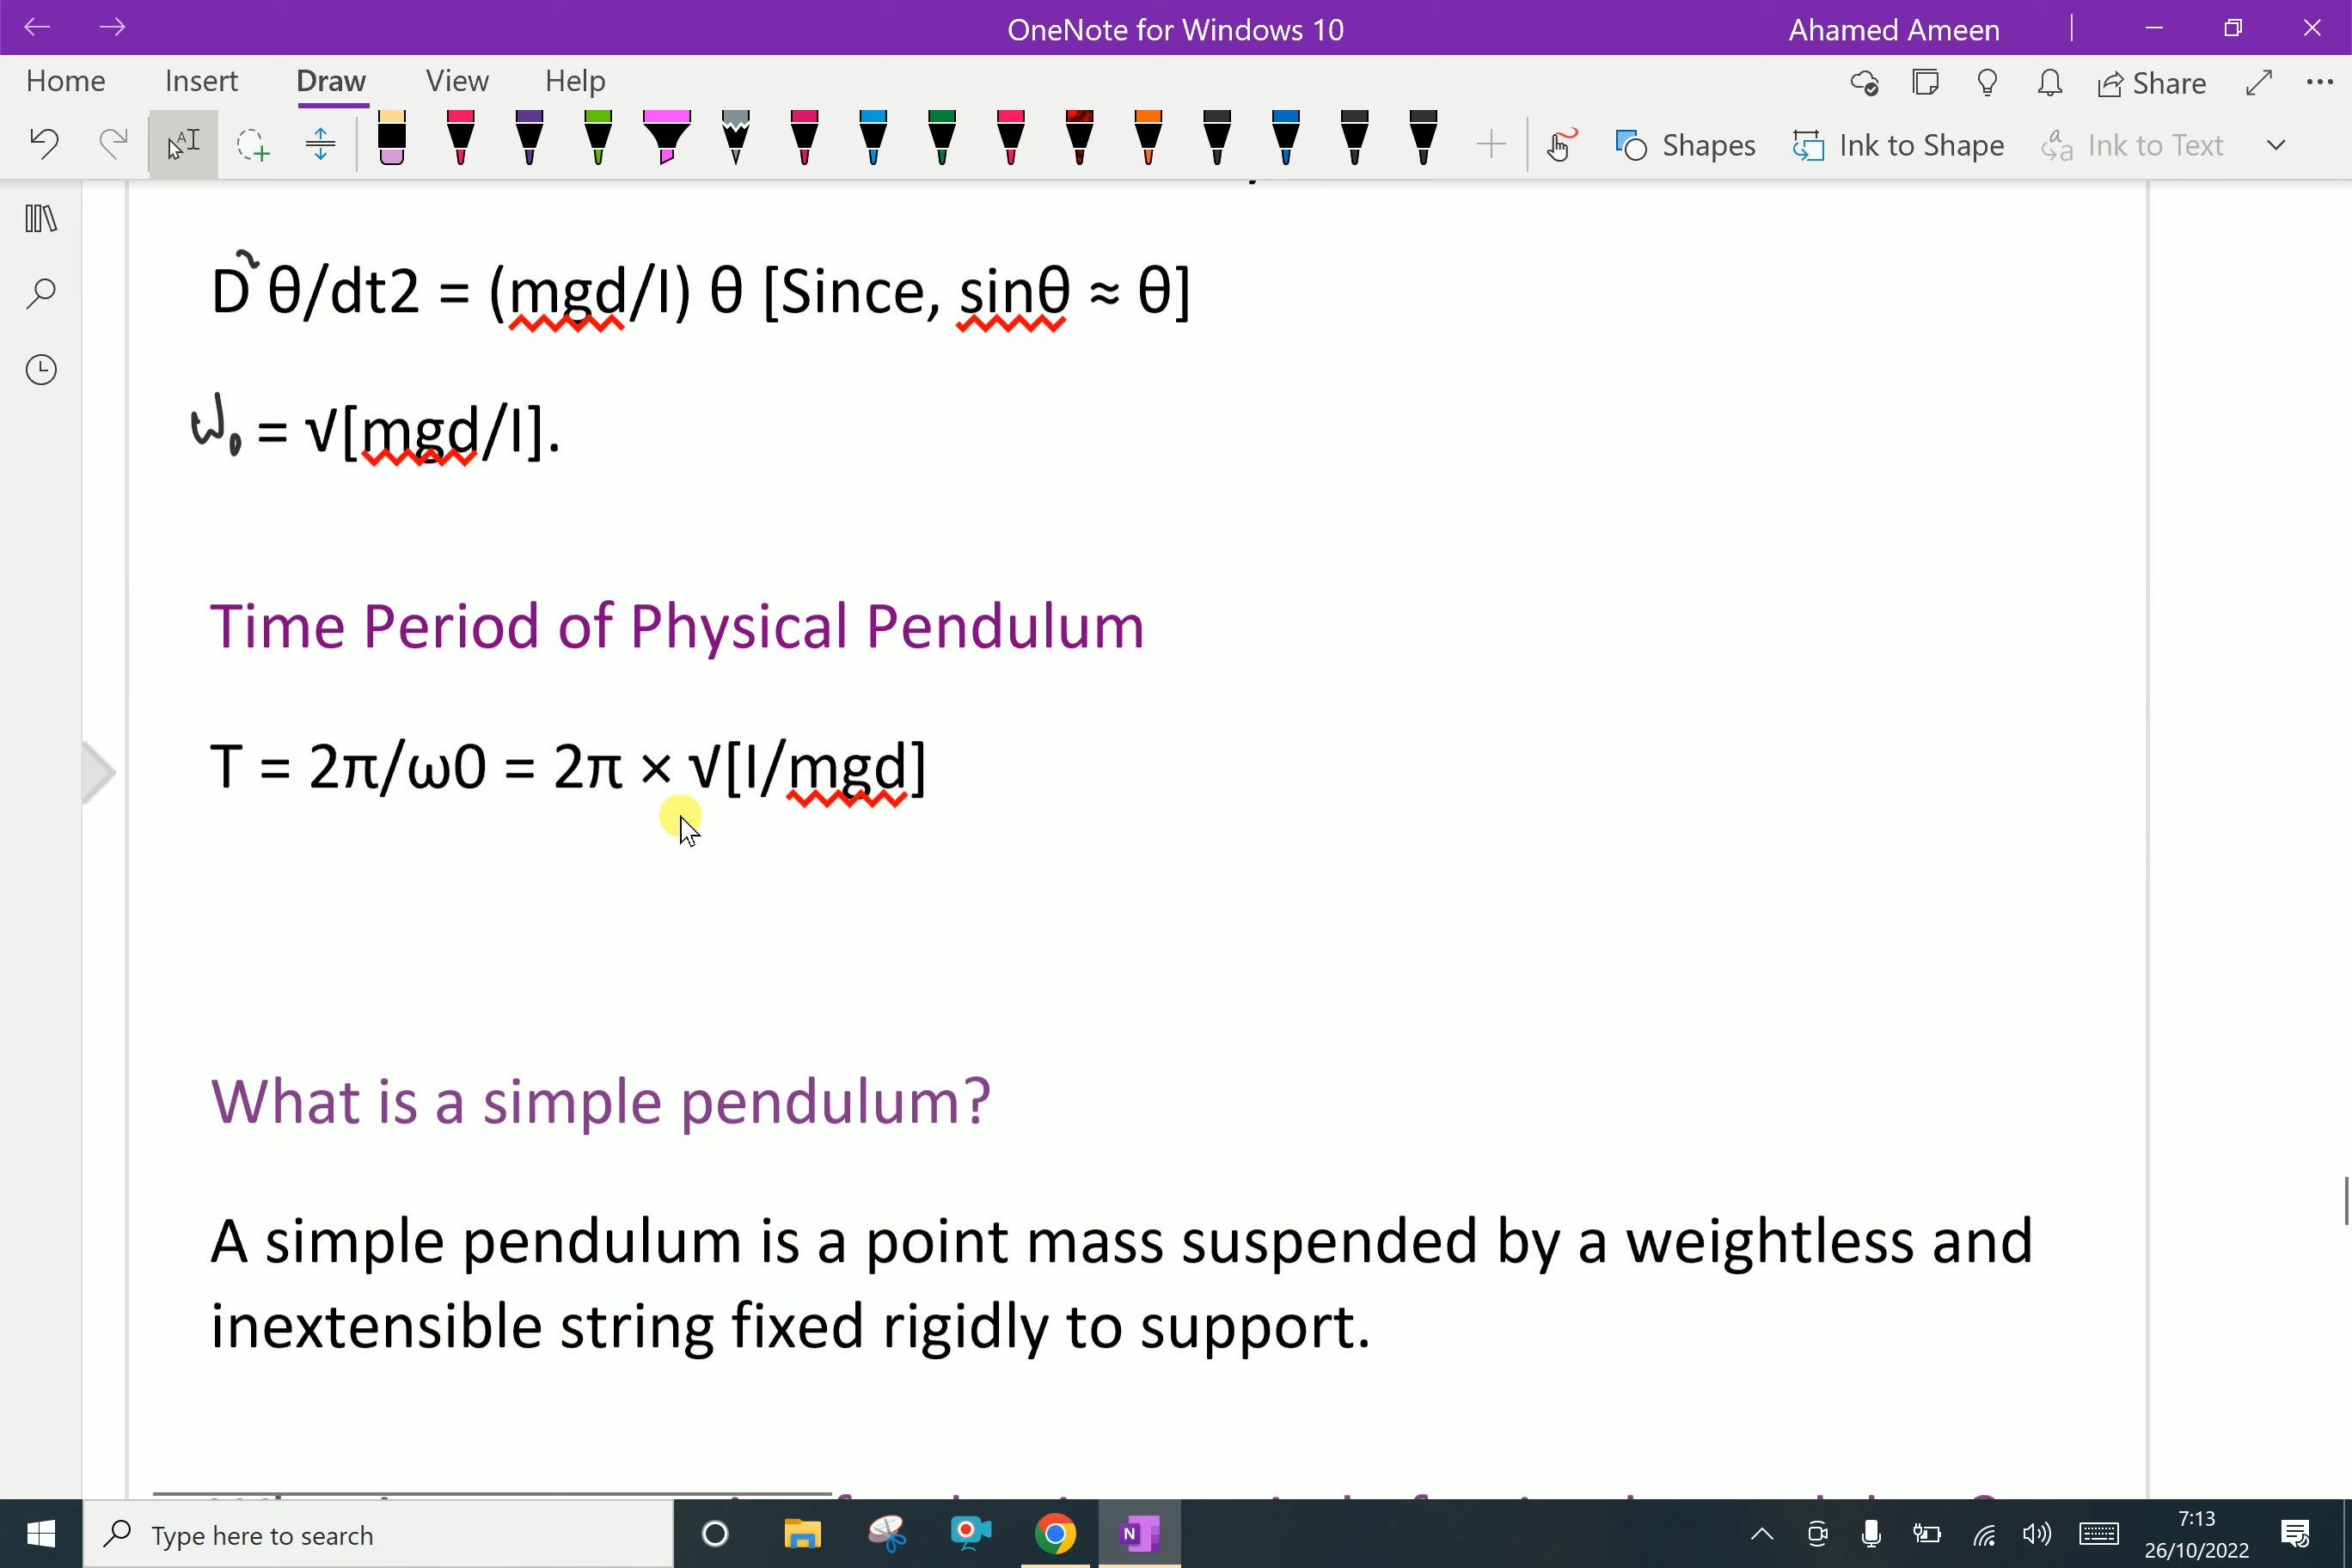 OneNote for Windows 10
Ahamed Ameen
Home Insert Draw View Help
Share
Shapes
Ink to Shape
Ink to Text
D²θ/dt2 = (mgd/I) θ [Since, sinθ ≈ θ]
ω₀ = √[mgd/I].
Time Period of Physical Pendulum
T = 2π/ω0 = 2π × √[I/mgd]
What is a simple pendulum?
A simple pendulum is a point mass suspended by a weightless and
inextensible string fixed rigidly to support.
Type here to search
7:13
26/10/2022